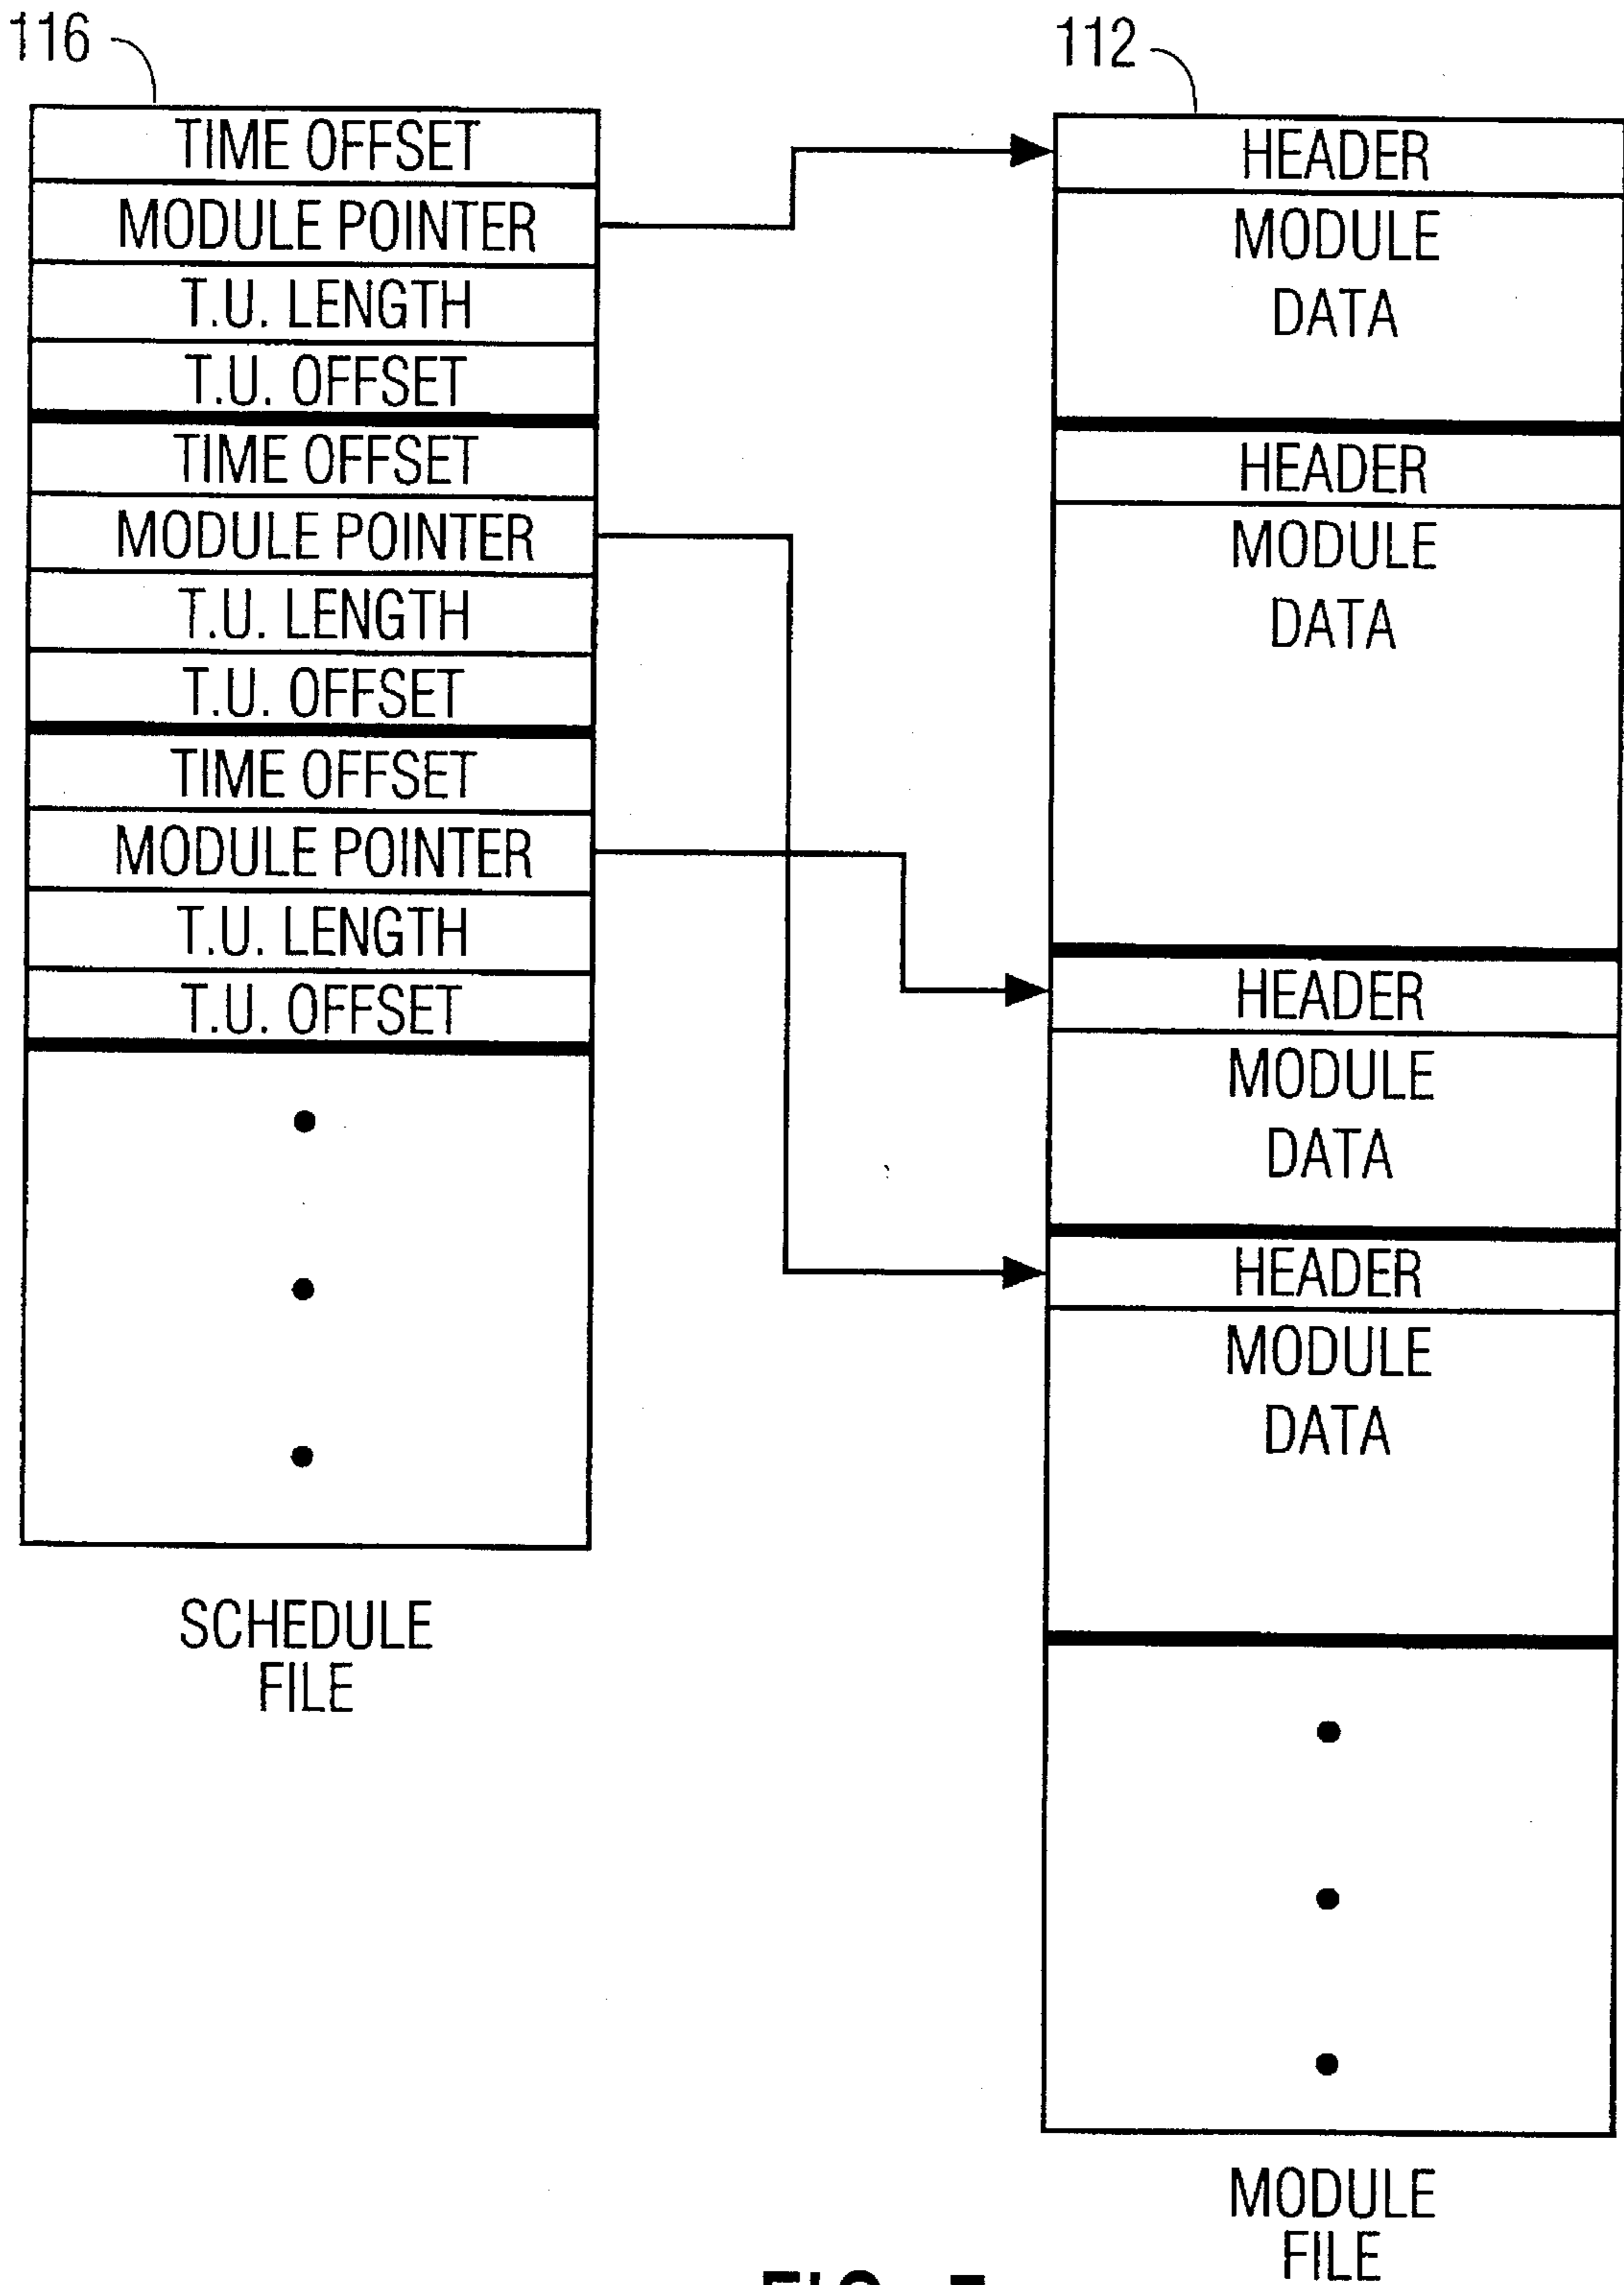 116
TIME OFFSET
MODULE POINTER
T.U. LENGTH
T.U. OFFSET
TIME OFFSET
MODULE POINTER
T.U. LENGTH
T.U. OFFSET
TIME OFFSET
MODULE POINTER
T.U. LENGTH
T.U. OFFSET
SCHEDULE
FILE
112
HEADER
MODULE
DATA
HEADER
MODULE
DATA
HEADER
MODULE
DATA
HEADER
MODULE
DATA
MODULE
FILE